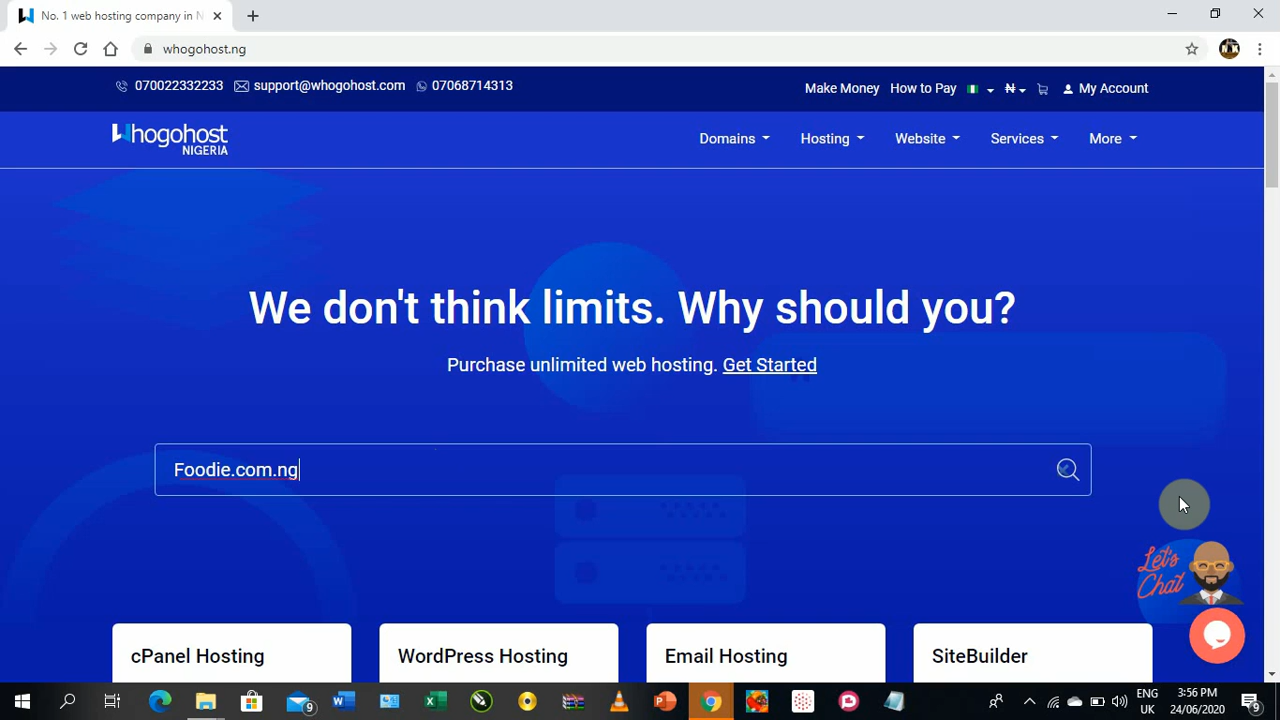 No. 1 web hosting company in N
whogohost.ng
070022332233 support@whogohost.com 07068714313
Make Money How to Pay ₦ My Account
Whogohost
NIGERIA
Domains Hosting Website Services More
We don't think limits. Why should you?
Purchase unlimited web hosting. Get Started
Foodie.com.ng
Let's
Chat
cPanel Hosting
WordPress Hosting
Email Hosting
SiteBuilder
9
ENG
UK
3:56 PM
24/06/2020
9